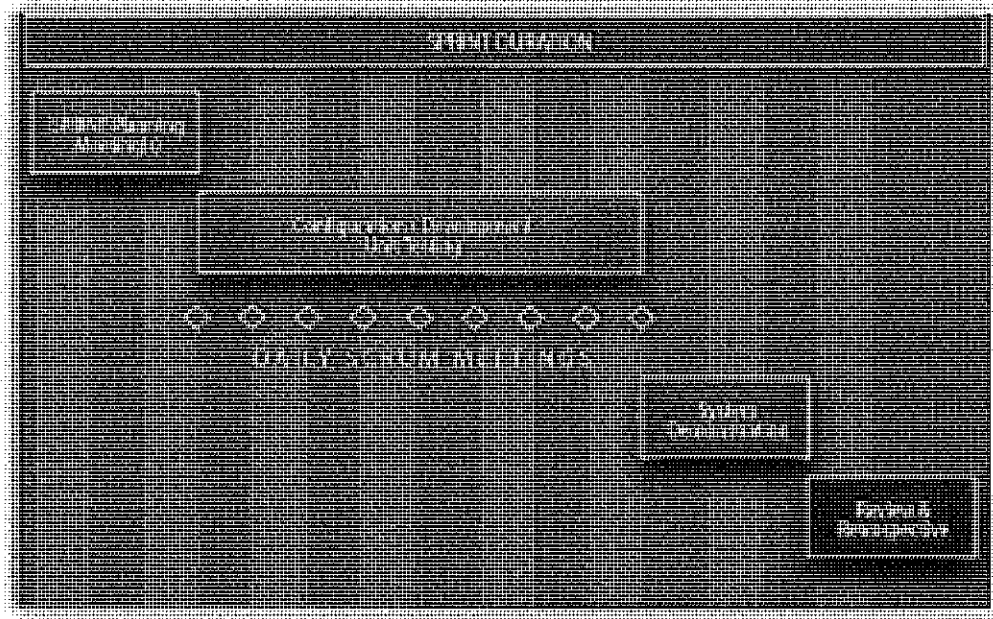 SPRINT DURATION
Sprint Planning
Meeting
Configuration / Development
Unit Testing
DAILY SCRUM MEETINGS
System
Demonstration
Review &
Retrospective